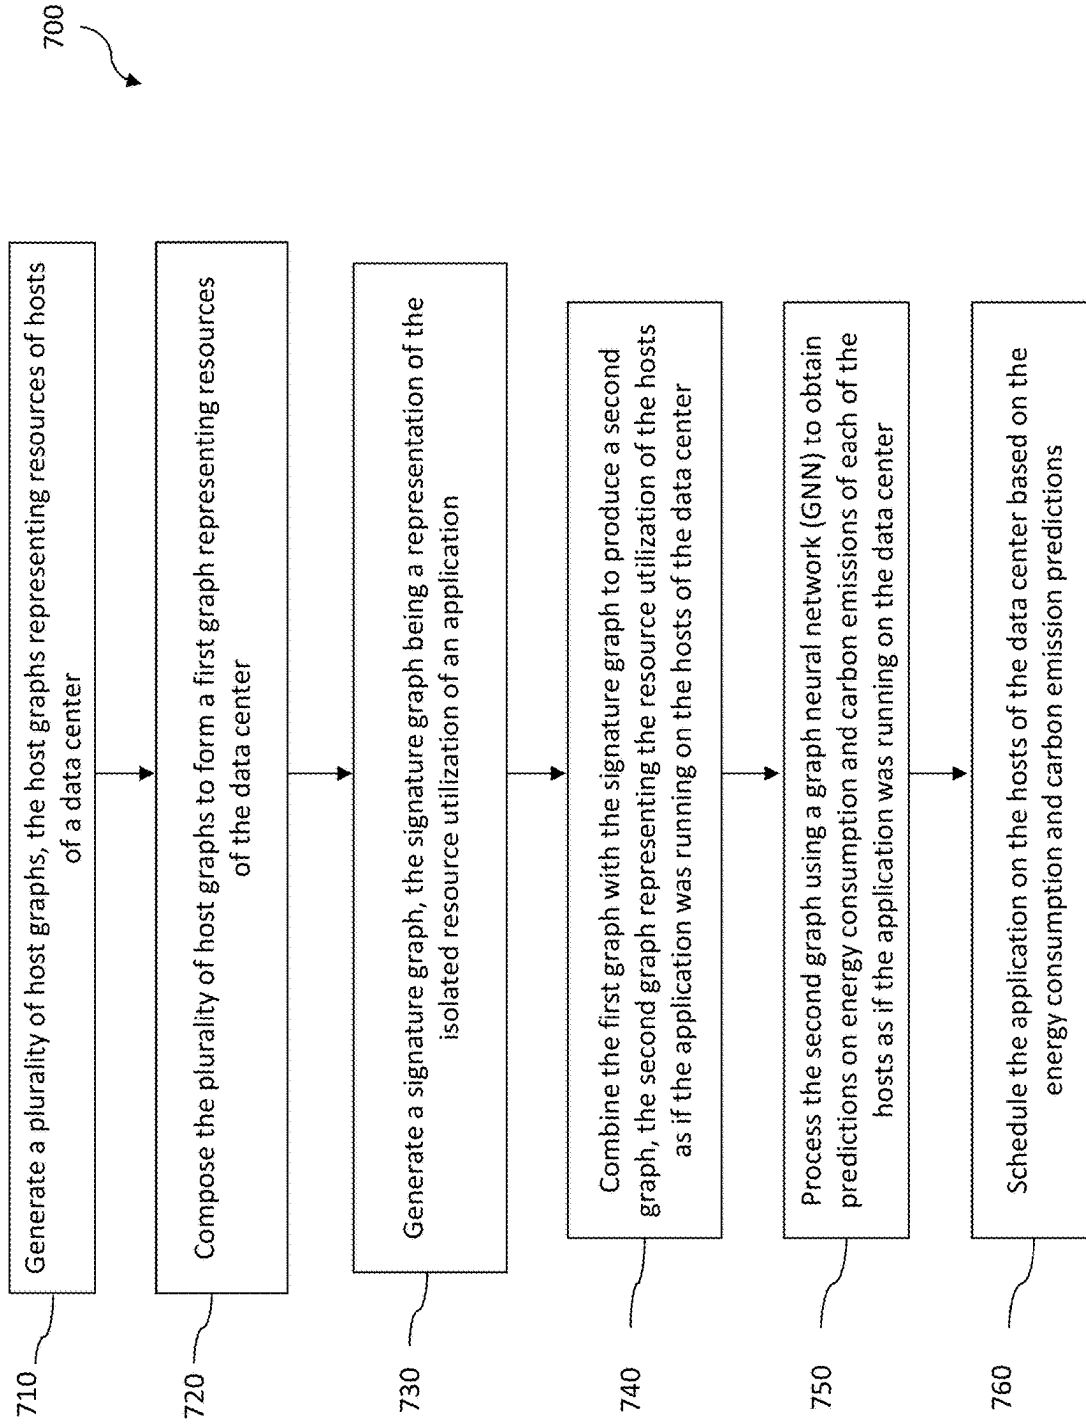 700
710
Generate a plurality of host graphs, the host graphs representing resources of hosts
of a data center
720
Compose the plurality of host graphs to form a first graph representing resources
of the data center
730
Generate a signature graph, the signature graph being a representation of the
isolated resource utilization of an application
740
Combine the first graph with the signature graph to produce a second
graph, the second graph representing the resource utilization of the hosts
as if the application was running on the hosts of the data center
750
Process the second graph using a graph neural network (GNN) to obtain
predictions on energy consumption and carbon emissions of each of the
hosts as if the application was running on the data center
760
Schedule the application on the hosts of the data center based on the
energy consumption and carbon emission predictions